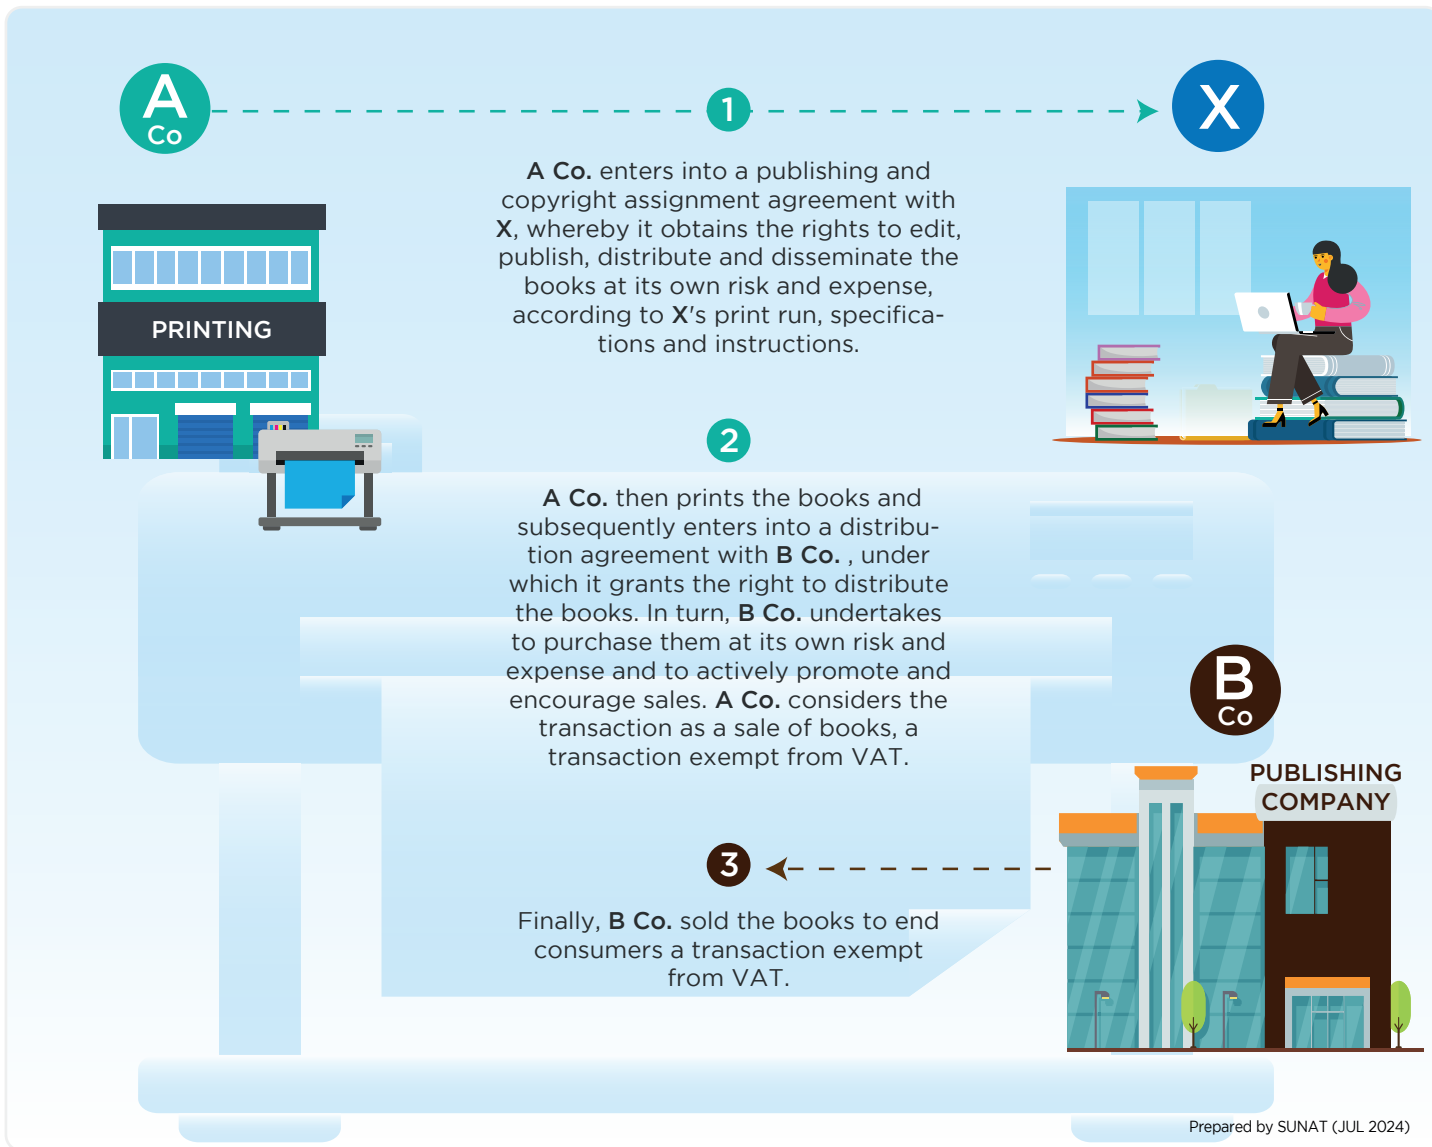 A
Co
1
X
A Co. enters into a publishing and
copyright assignment agreement with
X, whereby it obtains the rights to edit,
publish, distribute and disseminate the
books at its own risk and expense,
according to X's print run, specifica-
tions and instructions.
PRINTING
2
A Co. then prints the books and
subsequently enters into a distribu-
tion agreement with B Co. , under
which it grants the right to distribute
the books. In turn, B Co. undertakes
to purchase them at its own risk and
expense and to actively promote and
encourage sales. A Co. considers the
transaction as a sale of books, a
transaction exempt from VAT.
B
Co
PUBLISHING
COMPANY
3
Finally, B Co. sold the books to end
consumers a transaction exempt
from VAT.
Prepared by SUNAT (JUL 2024)